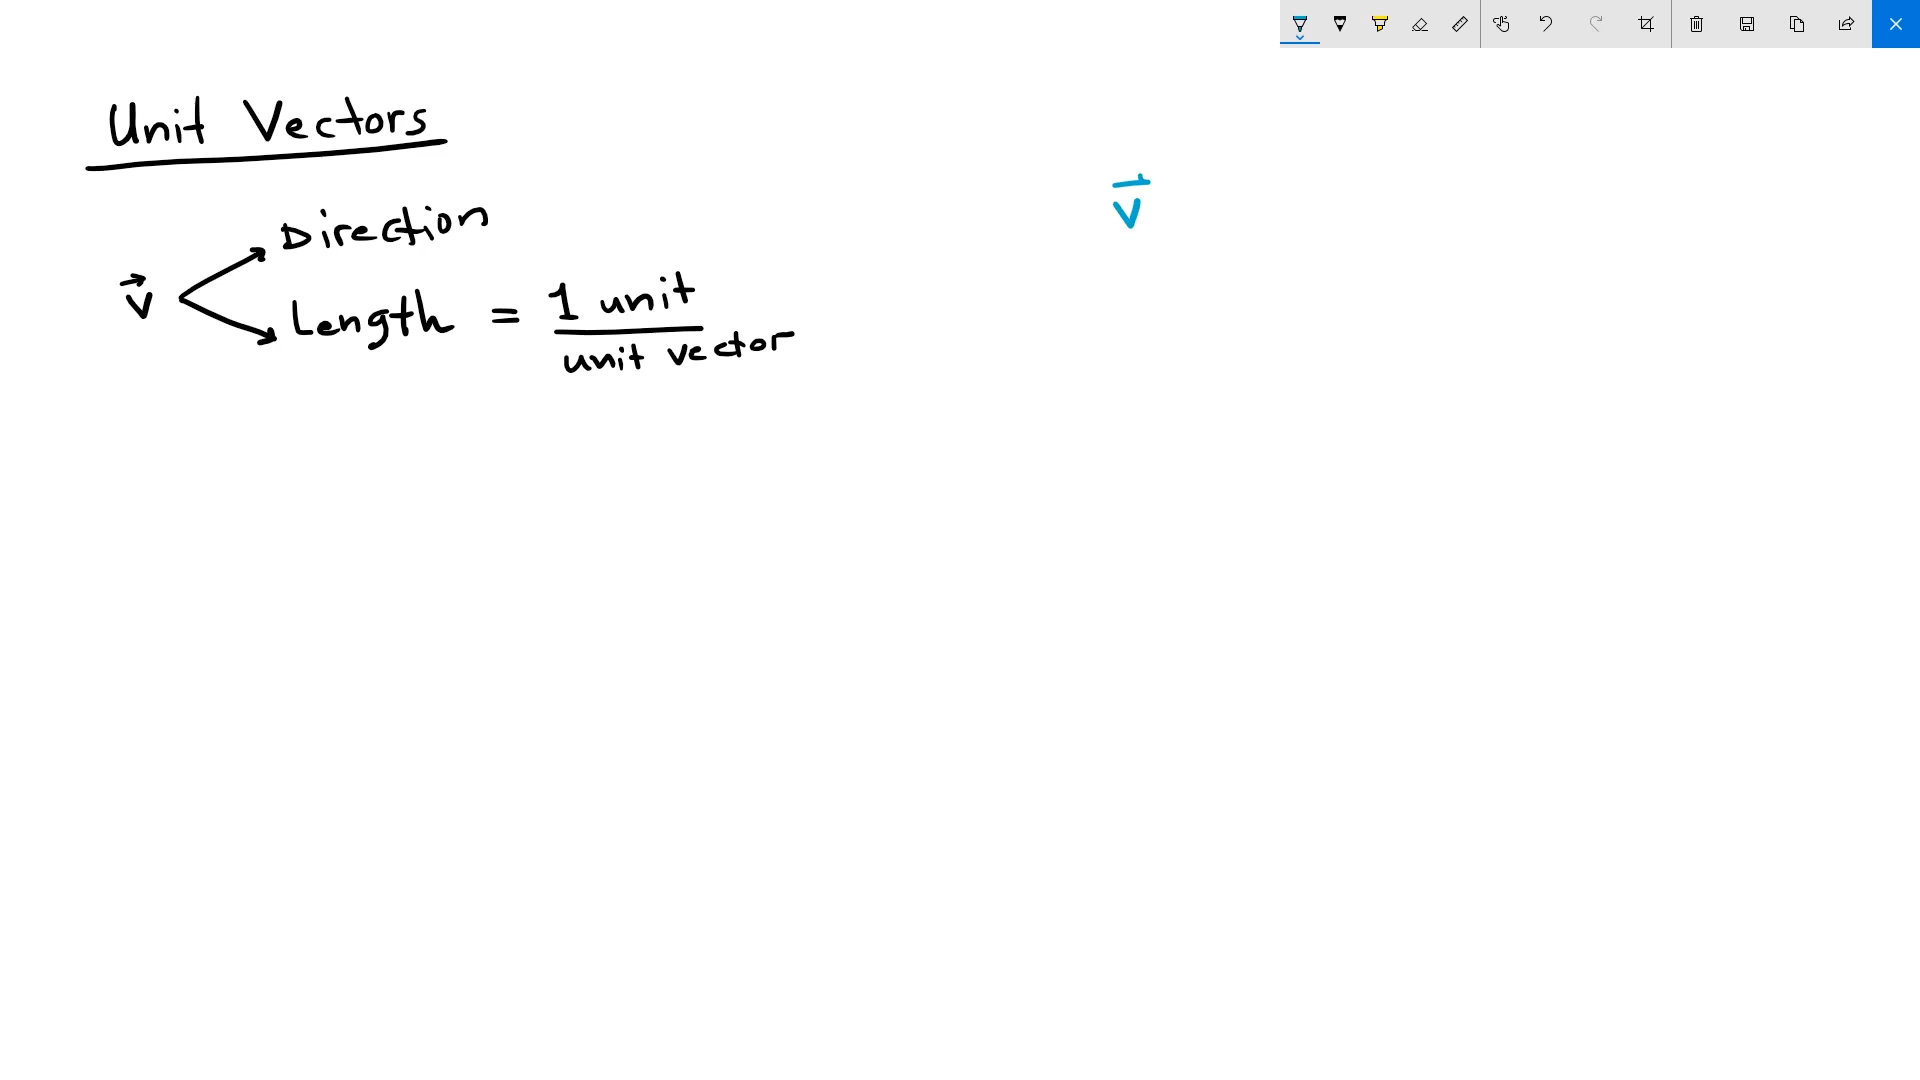 Unit Vectors
Direction
v⃗
Length = 1 unit
unit vector
v⃗